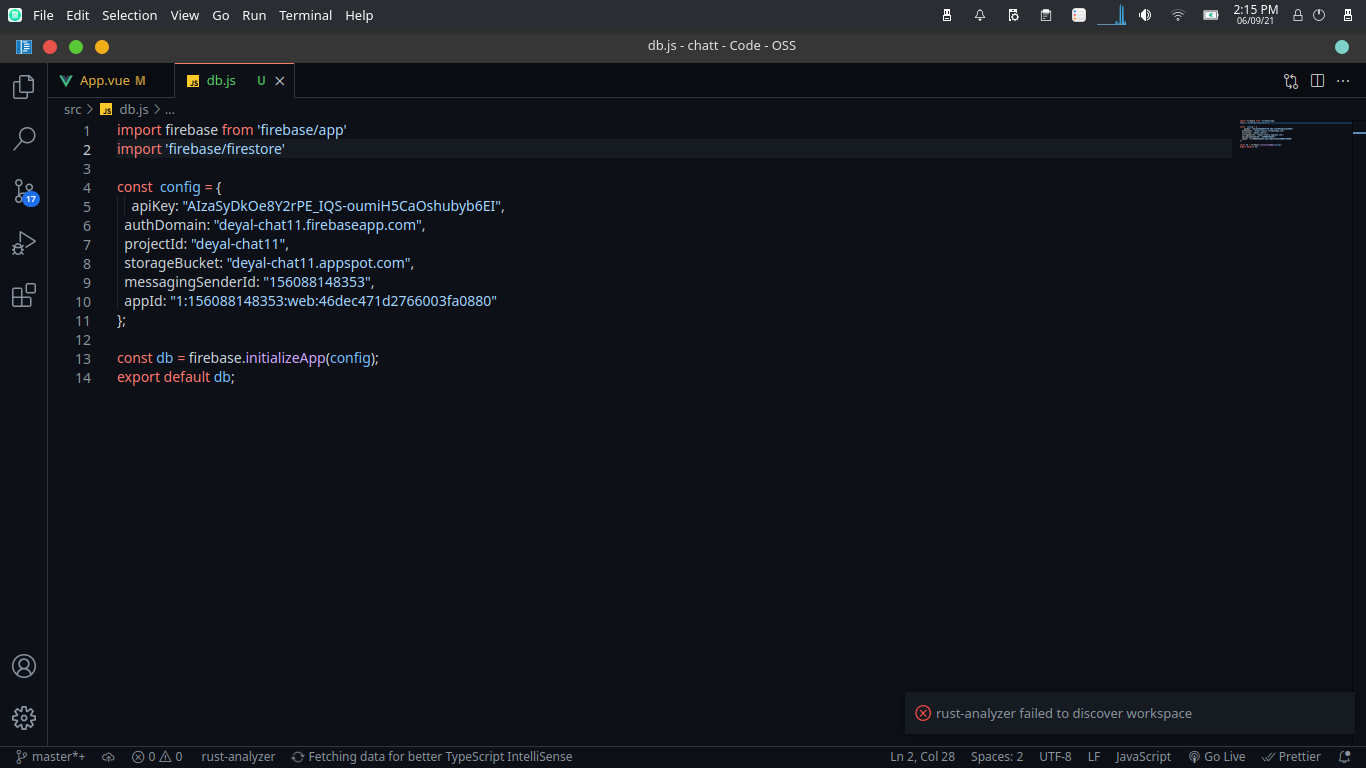 File Edit Selection View Go Run Terminal Help
2:15 PM
06/09/21
db.js - chatt - Code - OSS
App.vue M
JS db.js U
src > JS db.js > ...
1 import firebase from 'firebase/app'
2 import 'firebase/firestore'
3
4 const config = {
5 apiKey: "AIzaSyDkOe8Y2rPE_IQS-oumiH5CaOshubyb6EI",
6 authDomain: "deyal-chat11.firebaseapp.com",
7 projectId: "deyal-chat11",
8 storageBucket: "deyal-chat11.appspot.com",
9 messagingSenderId: "156088148353",
10 appId: "1:156088148353:web:46dec471d2766003fa0880"
11 };
12
13 const db = firebase.initializeApp(config);
14 export default db;
17
rust-analyzer failed to discover workspace
master*+ 0 0 rust-analyzer Fetching data for better TypeScript IntelliSense Ln 2, Col 28 Spaces: 2 UTF-8 LF JavaScript Go Live Prettier